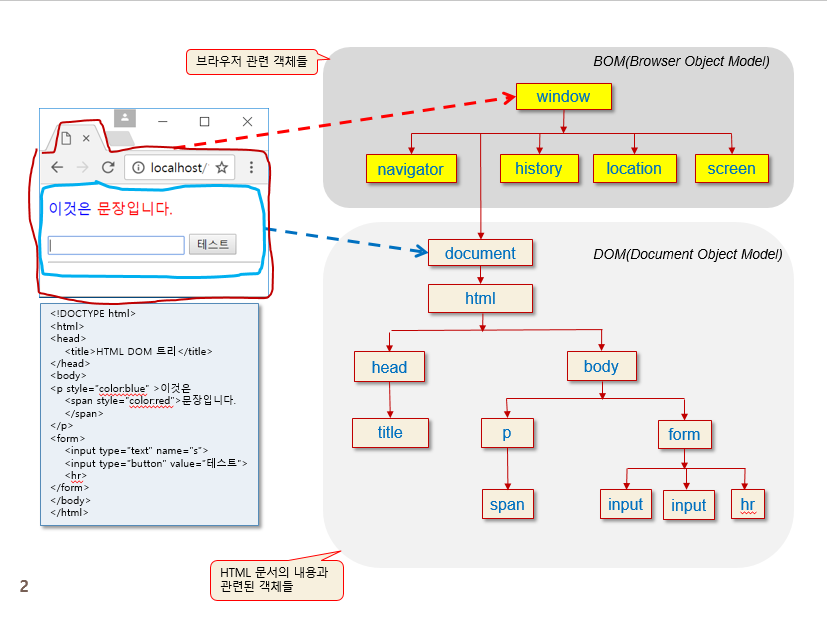 브라우저 관련 객체들
BOM(Browser Object Model)
window
navigator
history
location
screen
localhost/
이것은 문장입니다.
테스트
document
DOM(Document Object Model)
html
head
body
title
p
form
span
input
input
hr
<!DOCTYPE html>
<html>
<head>
<title>HTML DOM 트리</title>
</head>
<body>
<p style="color:blue" >이것은
<span style="color:red">문장입니다.
</span>
</p>
<form>
<input type="text" name="s">
<input type="button" value="테스트">
<hr>
</form>
</body>
</html>
HTML 문서의 내용과
관련된 객체들
2